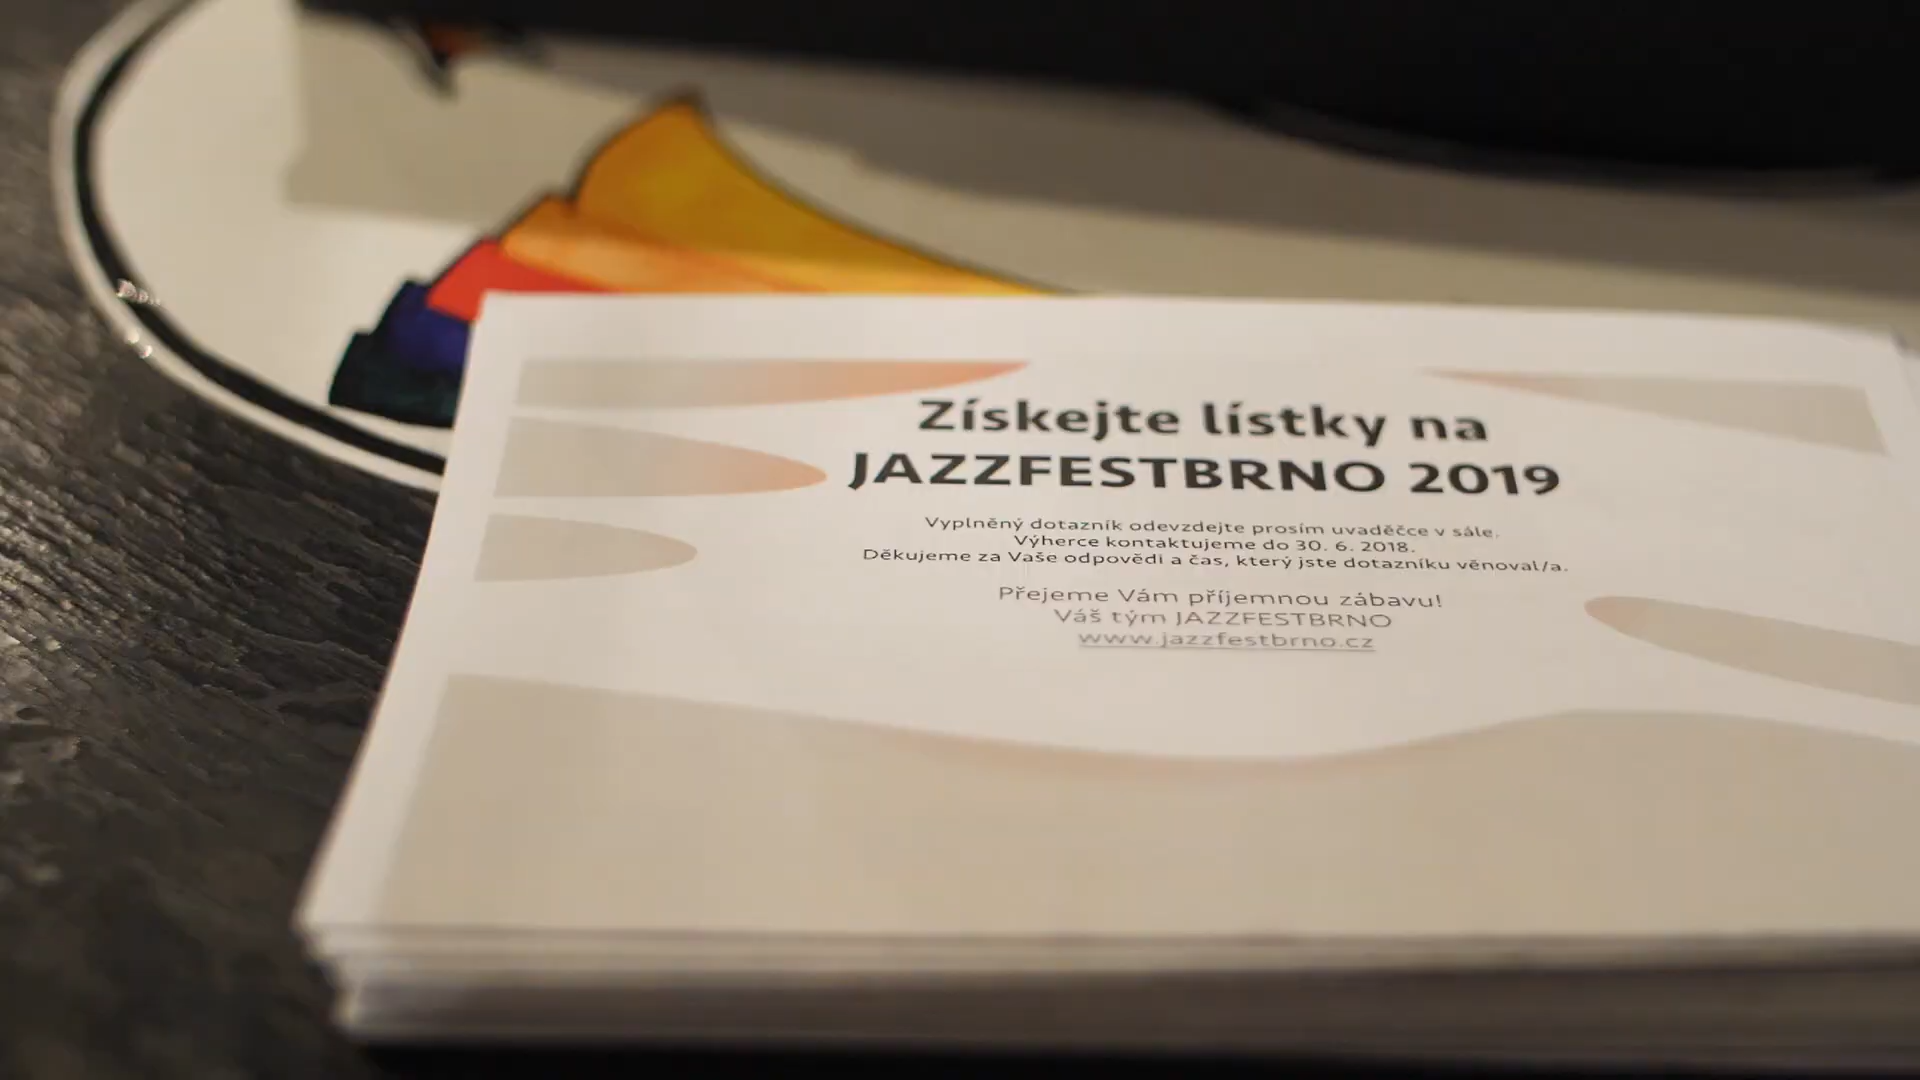 Získejte lístky na
JAZZFESTBRNO 2019
Vyplněný dotazník odevzdejte prosím uvaděčce v sále.
Výherce kontaktujeme do 30. 6. 2018.
Děkujeme za Vaše odpovědi a čas, který jste dotazníku věnoval/a.
Přejeme Vám příjemnou zábavu!
Váš tým JAZZFESTBRNO
www.jazzfestbrno.cz